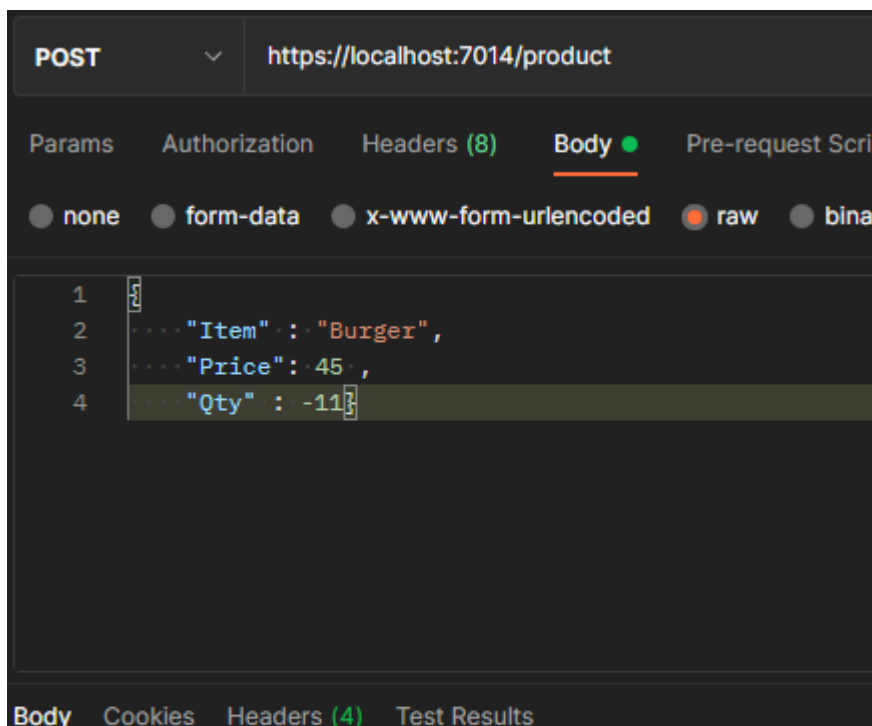 POST https://localhost:7014/product
Params Authorization Headers (8) Body Pre-request Scri
none form-data x-www-form-urlencoded raw bina
1 {
2 "Item" : "Burger",
3 "Price": 45 ,
4 "Qty" : -11}
Body Cookies Headers (4) Test Results